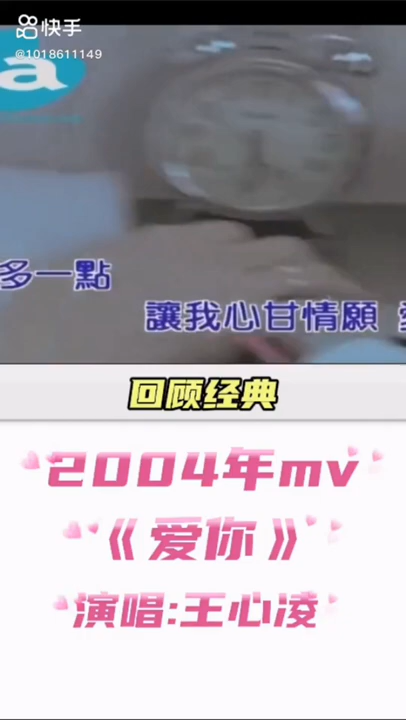 快手
@1018611149
a
多一點
讓我心甘情願
回顾经典
2004年mv
《爱你》
演唱:王心凌